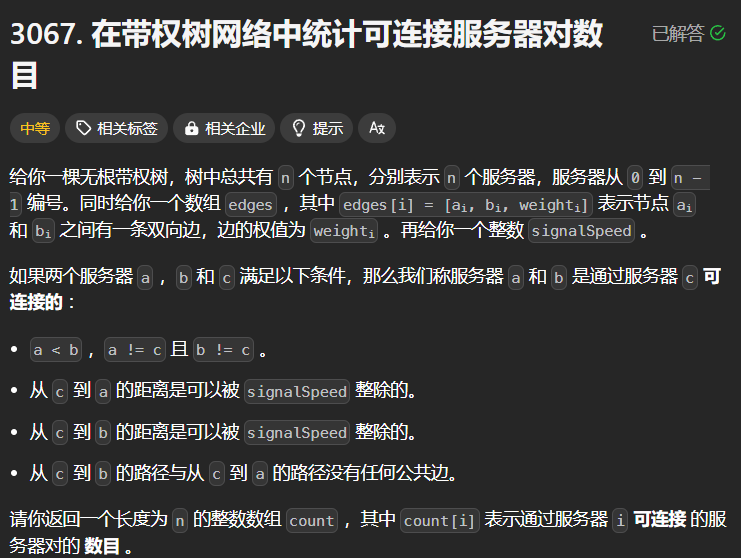 3067. 在带权树网络中统计可连接服务器对数
目
已解答
中等 相关标签 相关企业 提示
给你一棵无根带权树，树中总共有 n 个节点，分别表示 n 个服务器，服务器从 0 到 n -
1 编号。同时给你一个数组 edges ，其中 edges[i] = [aᵢ, bᵢ, weightᵢ] 表示节点 aᵢ
和 bᵢ 之间有一条双向边，边的权值为 weightᵢ 。再给你一个整数 signalSpeed 。
如果两个服务器 a ，b 和 c 满足以下条件，那么我们称服务器 a 和 b 是通过服务器 c 可
连接的 ：
• a < b ，a != c 且 b != c 。
• 从 c 到 a 的距离是可以被 signalSpeed 整除的。
• 从 c 到 b 的距离是可以被 signalSpeed 整除的。
• 从 c 到 b 的路径与从 c 到 a 的路径没有任何公共边。
请你返回一个长度为 n 的整数数组 count ，其中 count[i] 表示通过服务器 i 可连接 的服
务器对的 数目 。